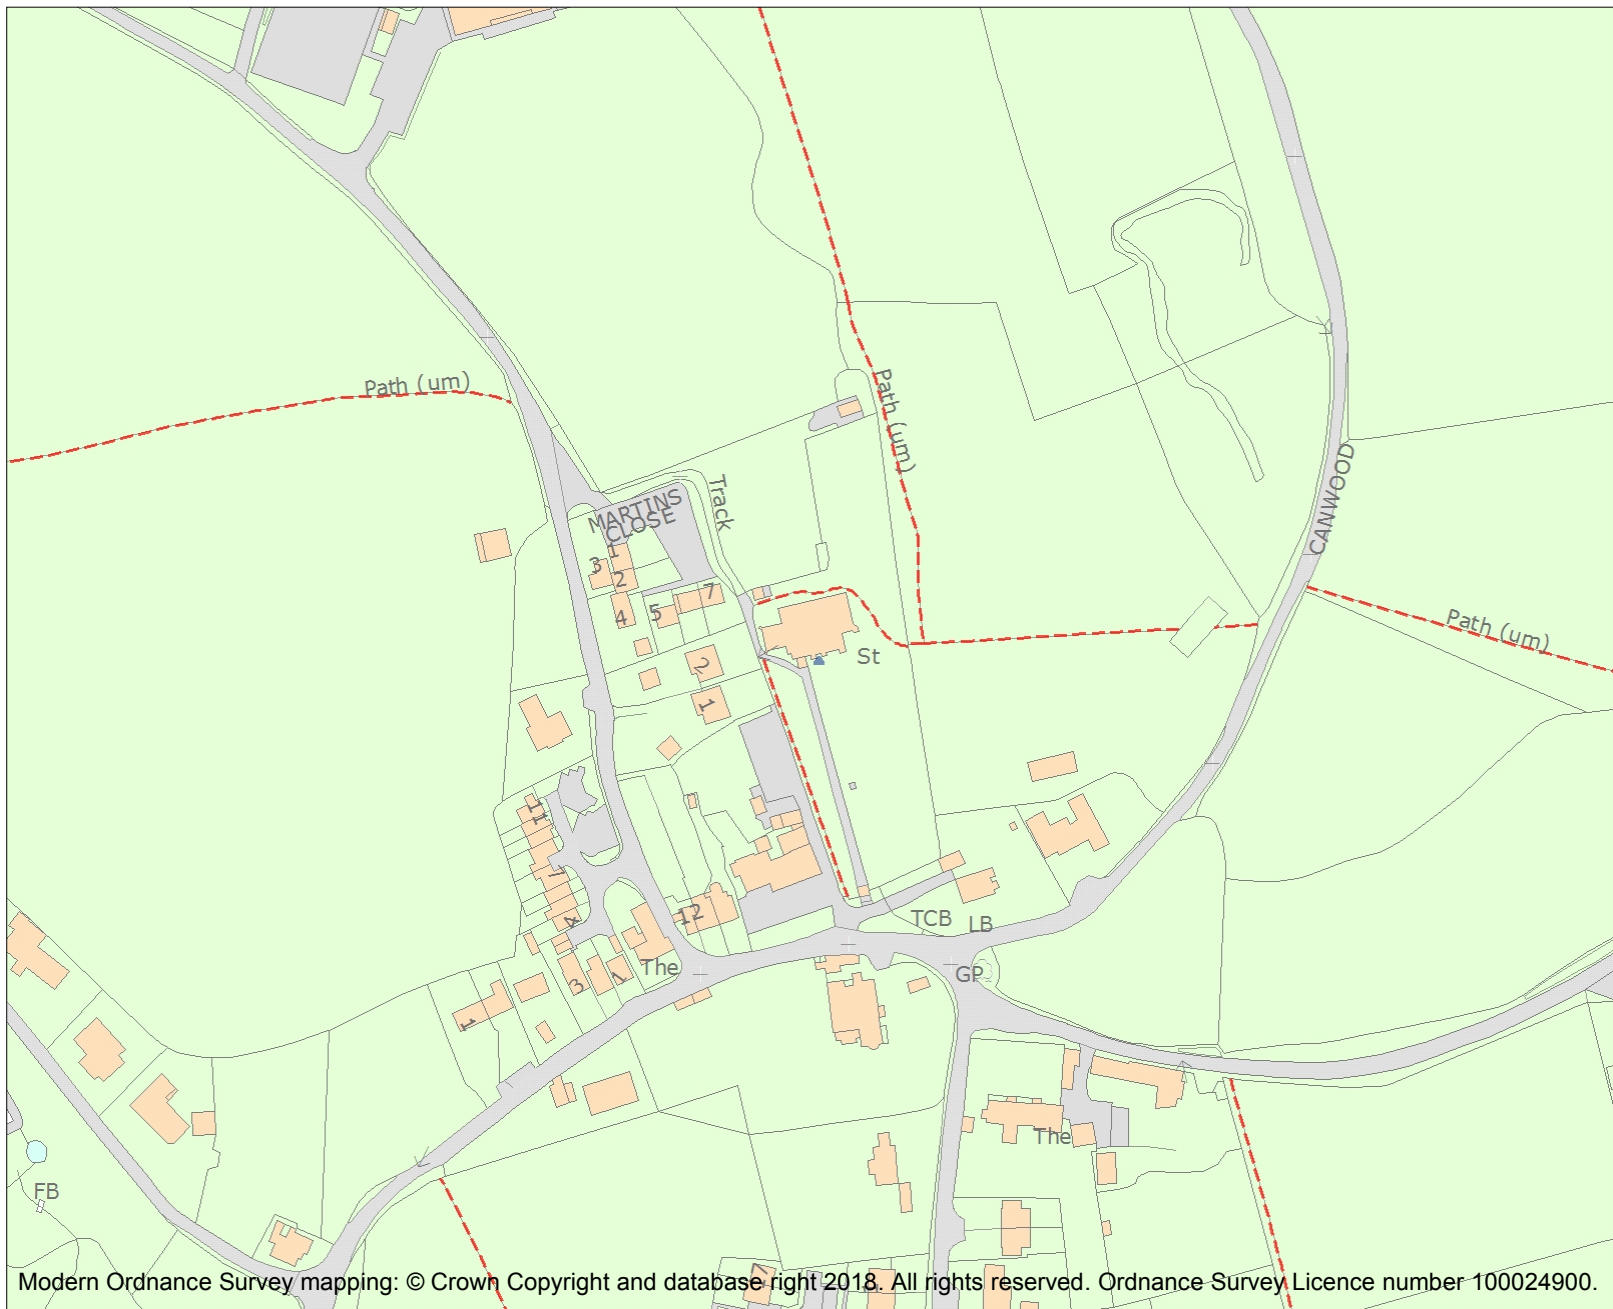 Path (um)
Path (um)
CANWOOD
Track
MARTINS
CLOSE
1
3
2
4
5
7
Path (um)
St
2
1
11
7
4
12
TCB
LB
The
GP
3
1
1
The
FB
17
Modern Ordnance Survey mapping: © Crown Copyright and database right 2018. All rights reserved. Ordnance Survey Licence number 100024900.